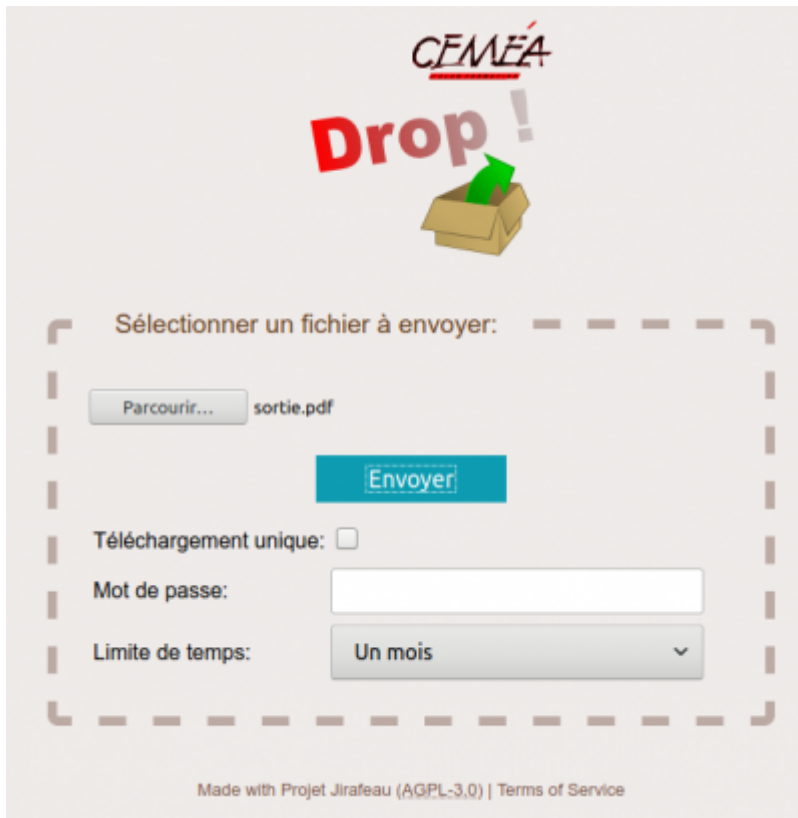 CEMÉA
Drop !
Sélectionner un fichier à envoyer:
Parcourir... sortie.pdf
Envoyer
Téléchargement unique:
Mot de passe:
Limite de temps: Un mois
Made with Projet Jirafeau (AGPL-3.0) | Terms of Service